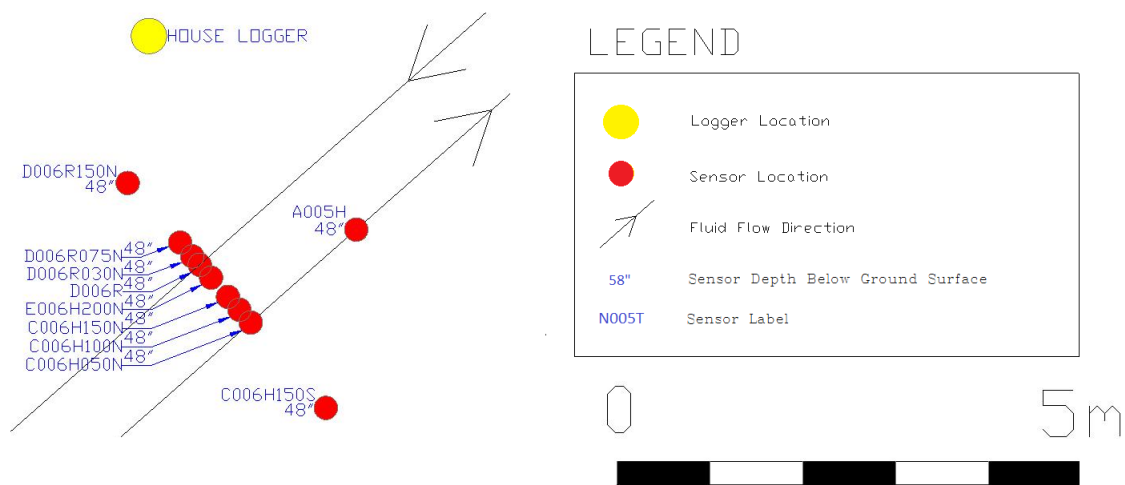 HOUSE LOGGER
D006R150N
48"
A005H
48"
48"
D006R075N
48"
D006R030N
48"
D006R
48"
E006H200N
48"
C006H150N
48"
C006H100N
48"
C006H050N
C006H150S
48"
LEGEND
Logger Location
Sensor Location
Fluid Flow Direction
58" Sensor Depth Below Ground Surface
N005T Sensor Label
0 5m